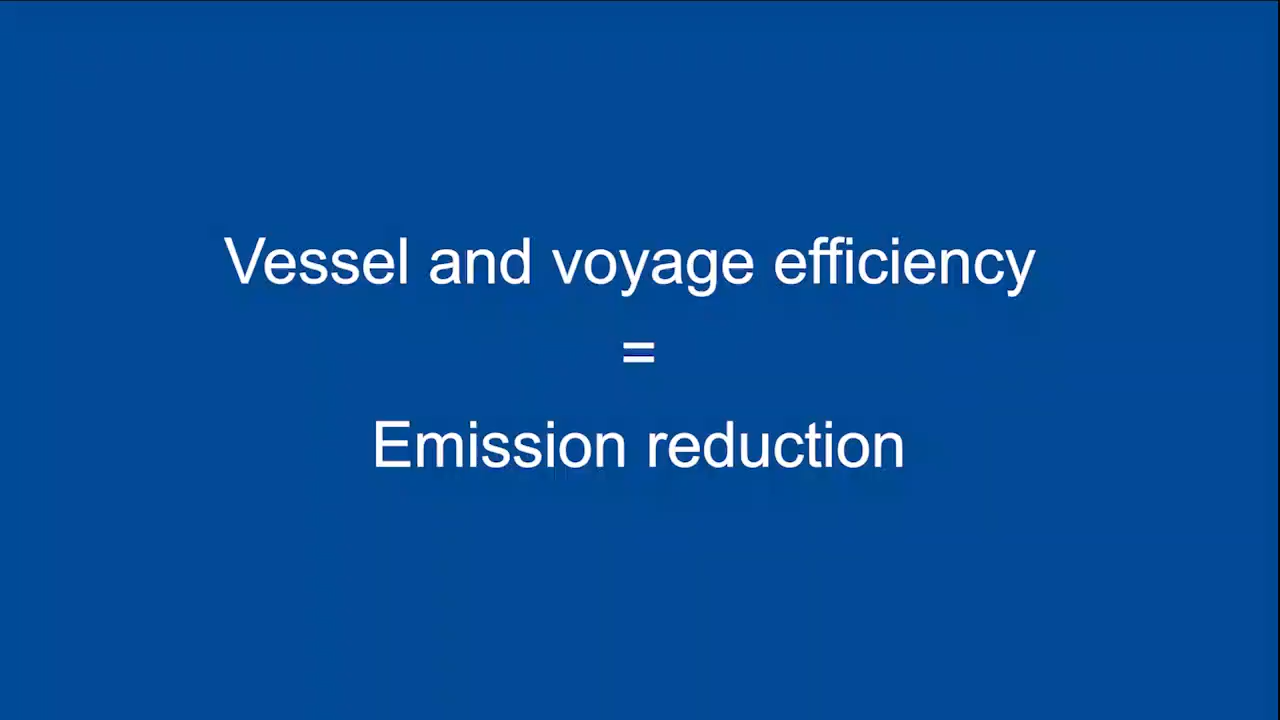 Vessel and voyage efficiency
=
Emission reduction